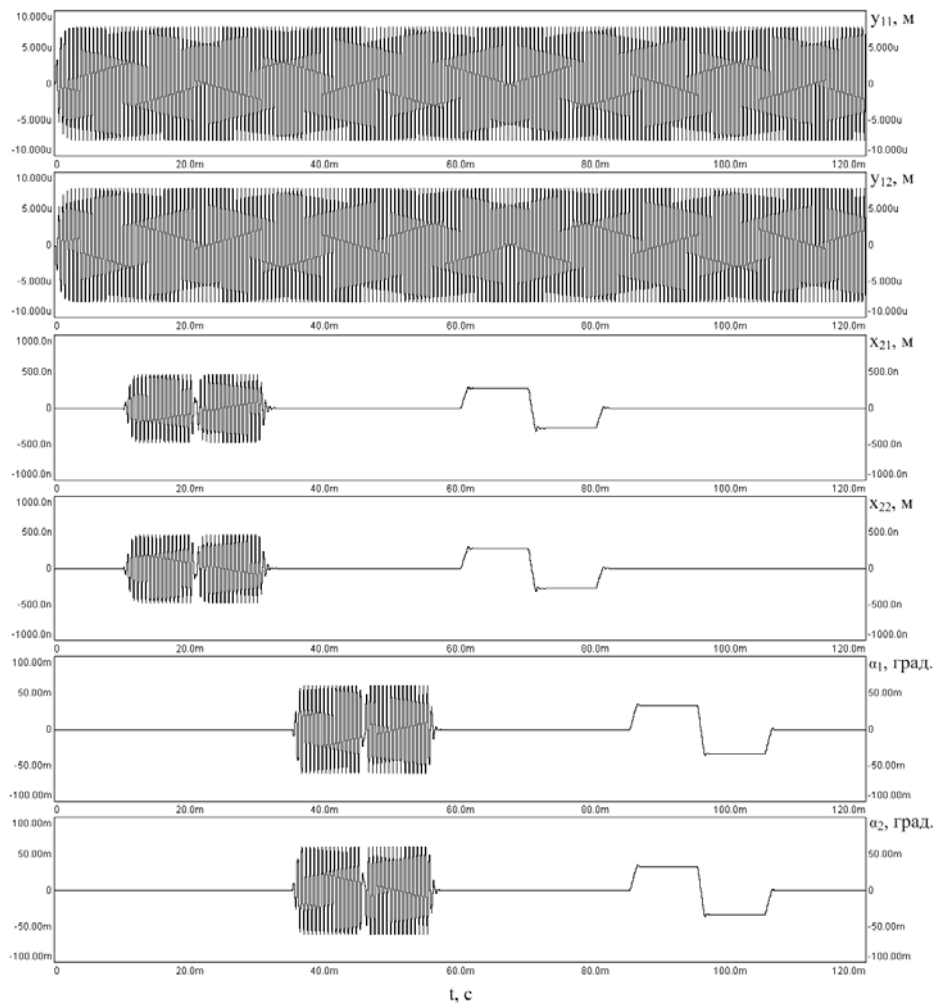 10.000u y₁₁, м
5.000u 5.000u
0 0
-5.000u -5.000u
-10.000u -10.000u
0 20.0m 40.0m 60.0m 80.0m 100.0m 120.0m
10.000u y₁₂, м
5.000u 5.000u
0 0
-5.000u -5.000u
-10.000u -10.000u
0 20.0m 40.0m 60.0m 80.0m 100.0m 120.0m
1000.0n x₂₁, м
500.0n 500.0n
0 0
-500.0n -500.0n
-1000.0n -1000.0n
0 20.0m 40.0m 60.0m 80.0m 100.0m 120.0m
1000.0n x₂₂, м
500.0n 500.0n
0 0
-500.0n -500.0n
-1000.0n -1000.0n
0 20.0m 40.0m 60.0m 80.0m 100.0m 120.0m
100.00m α₁, град.
50.00m 50.00m
0 0
-50.00m -50.00m
-100.00m -100.00m
0 20.0m 40.0m 60.0m 80.0m 100.0m 120.0m
100.00m α₂, град.
50.00m 50.00m
0 0
-50.00m -50.00m
-100.00m -100.00m
0 20.0m 40.0m 60.0m 80.0m 100.0m 120.0m
t, с